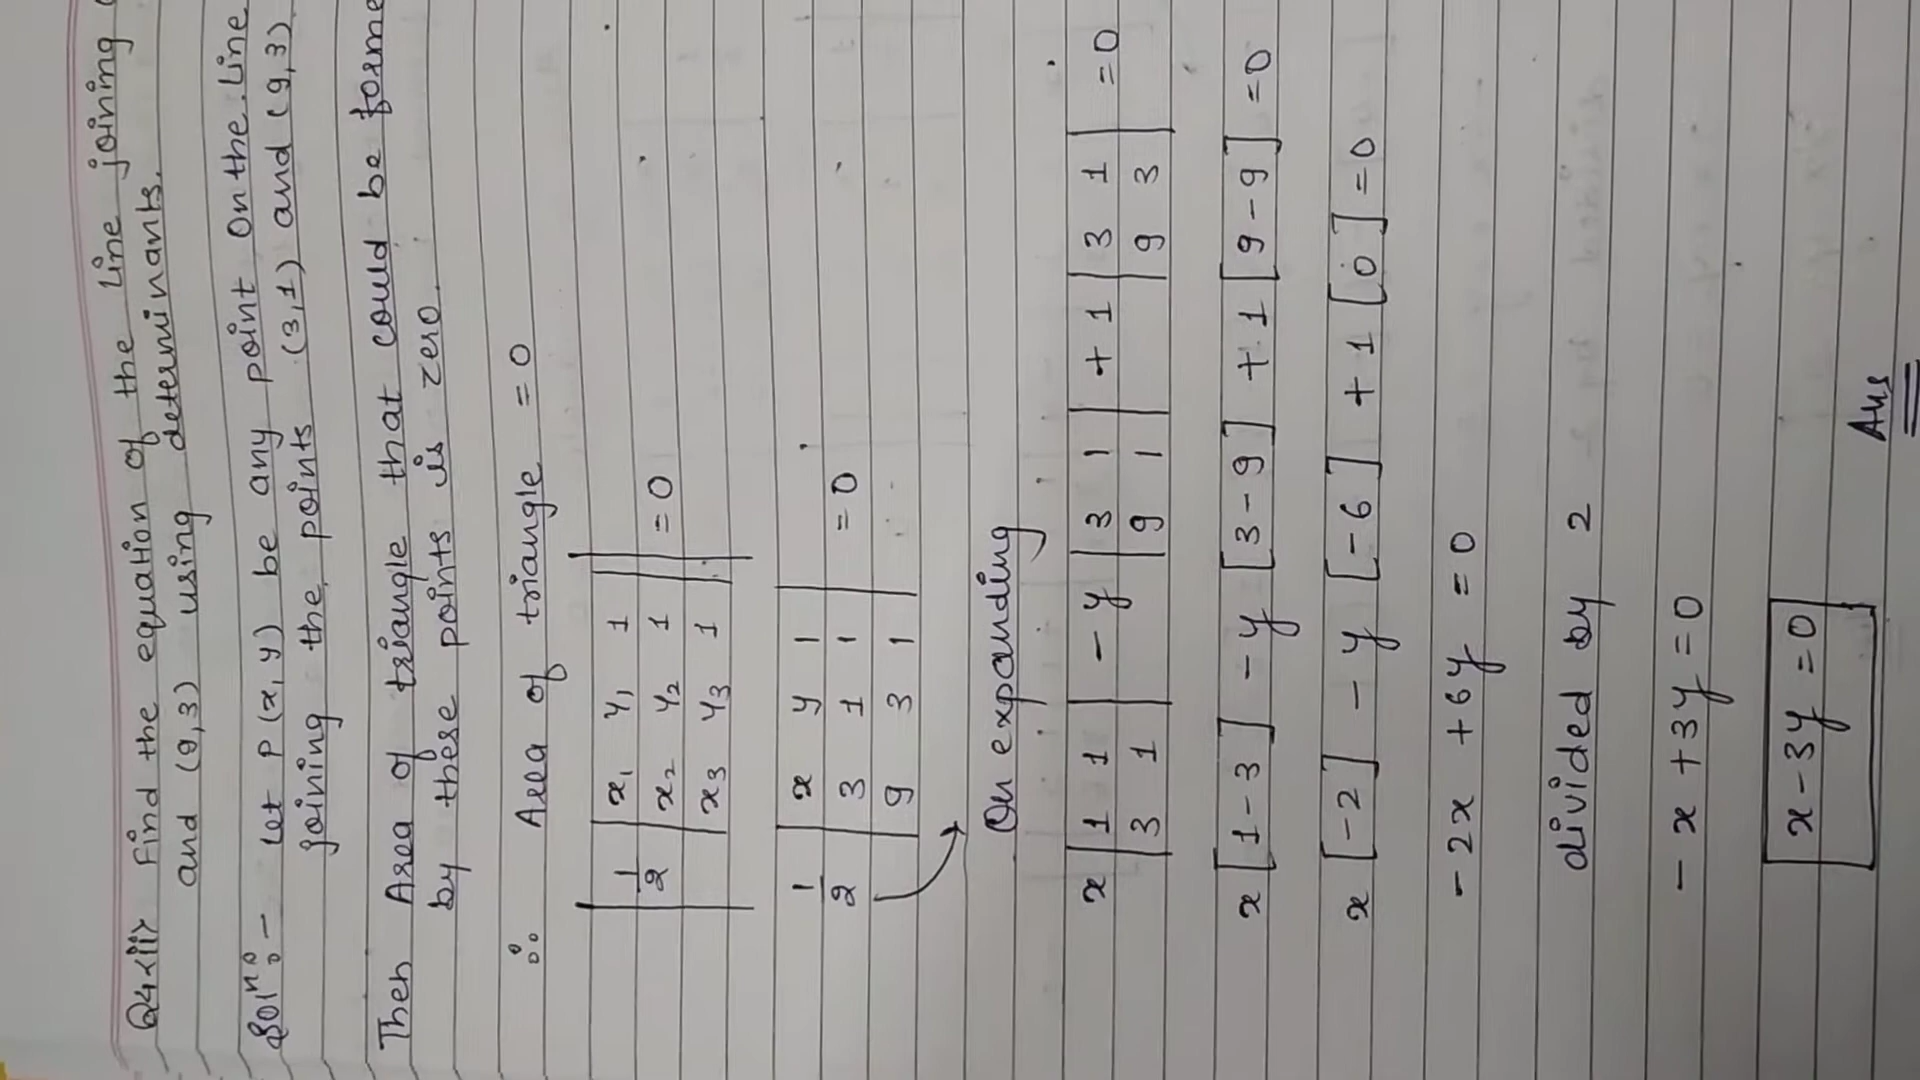 Q4<ii> Find the equation of the line joining
and (9,3) using determinants.
Soln:- Let P(x,y) be any point on the line
joining the points (3,1) and (9,3)
Then Area of triangle that could be forme
by these points is zero.
∴ Area of triangle = 0
1/2 | x1 y1 1 |
| x2 y2 1 | = 0
| x3 y3 1 |
1/2 | x y 1 |
| 3 1 1 | = 0
| 9 3 1 |
On expanding
x | 1 1 | - y | 3 1 | + 1 | 3 1 | = 0
| 3 1 | | 9 1 | | 9 3 |
x [1-3] - y [3-9] + 1 [9-9] = 0
x [-2] - y [-6] + 1 [0] = 0
-2x + 6y = 0
divided by 2
-x + 3y = 0
x - 3y = 0
Ans